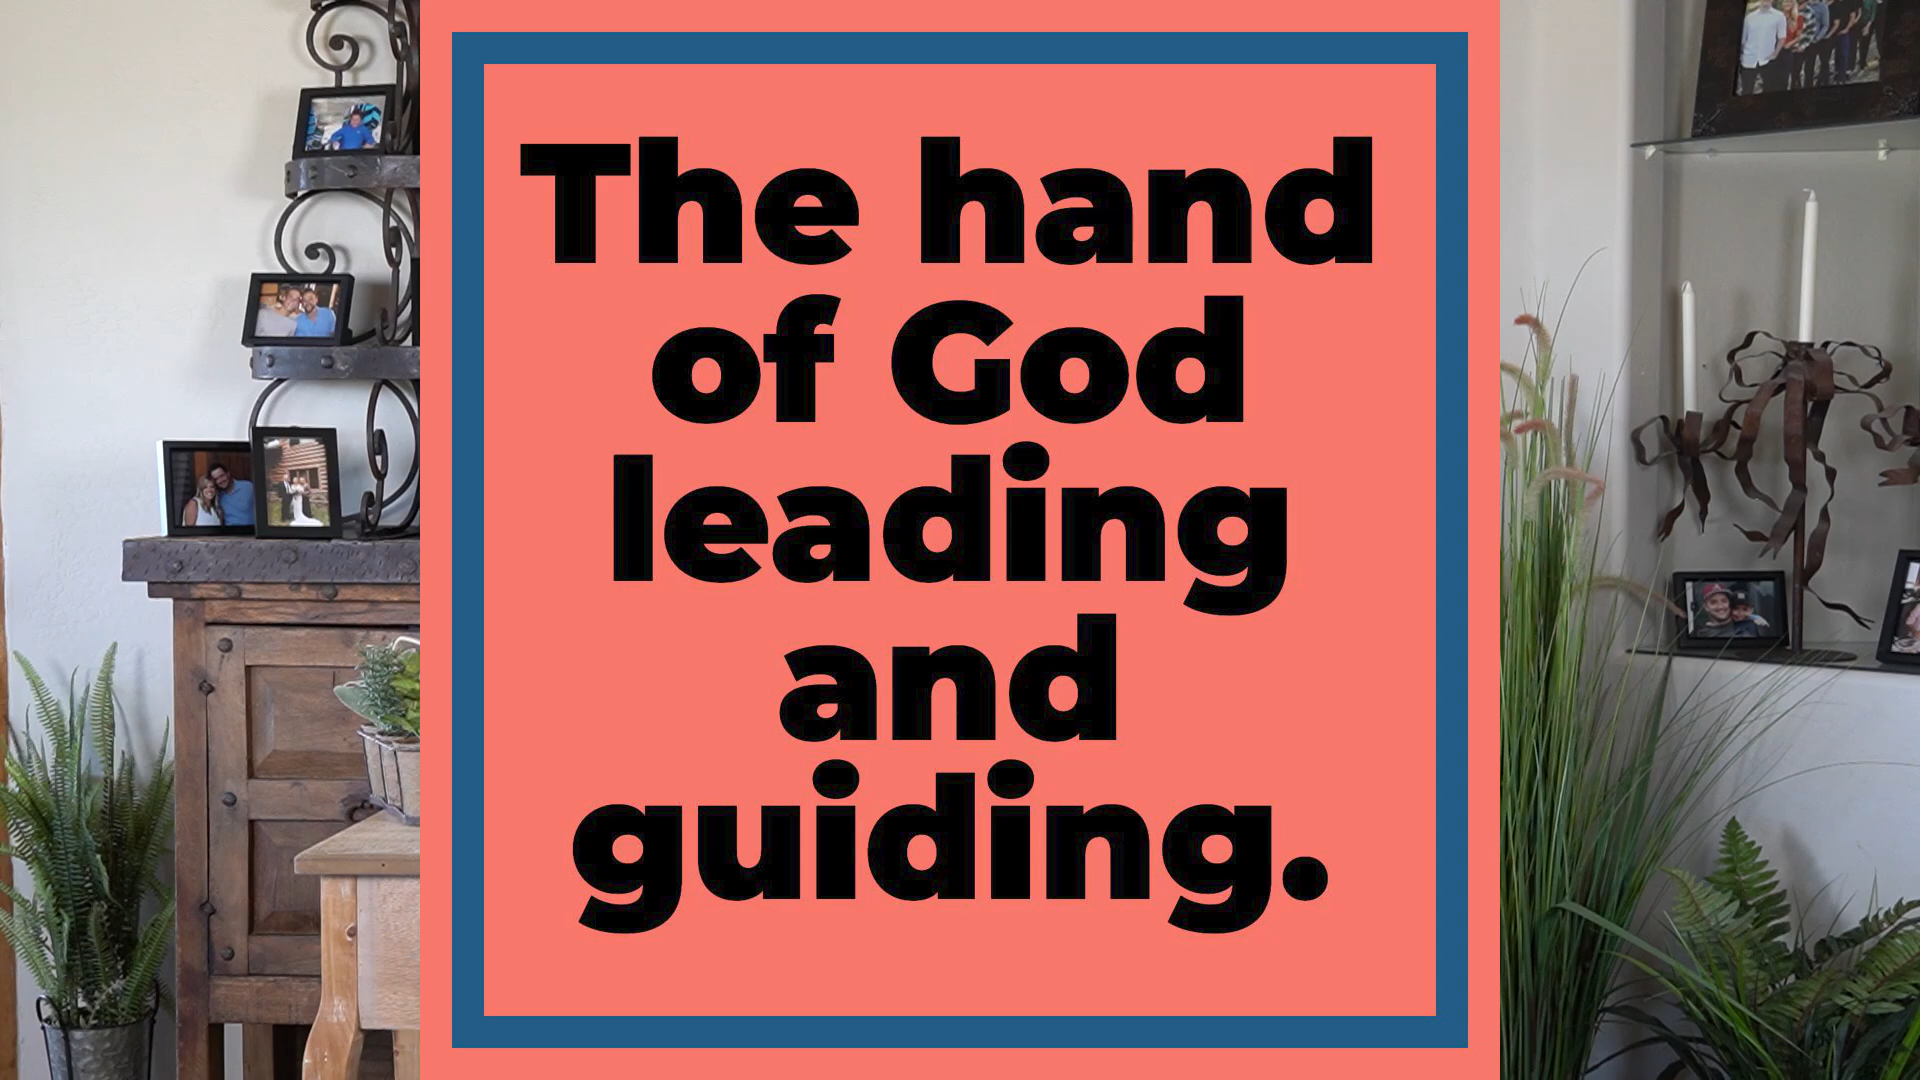 The hand
of God
leading
and
guiding.